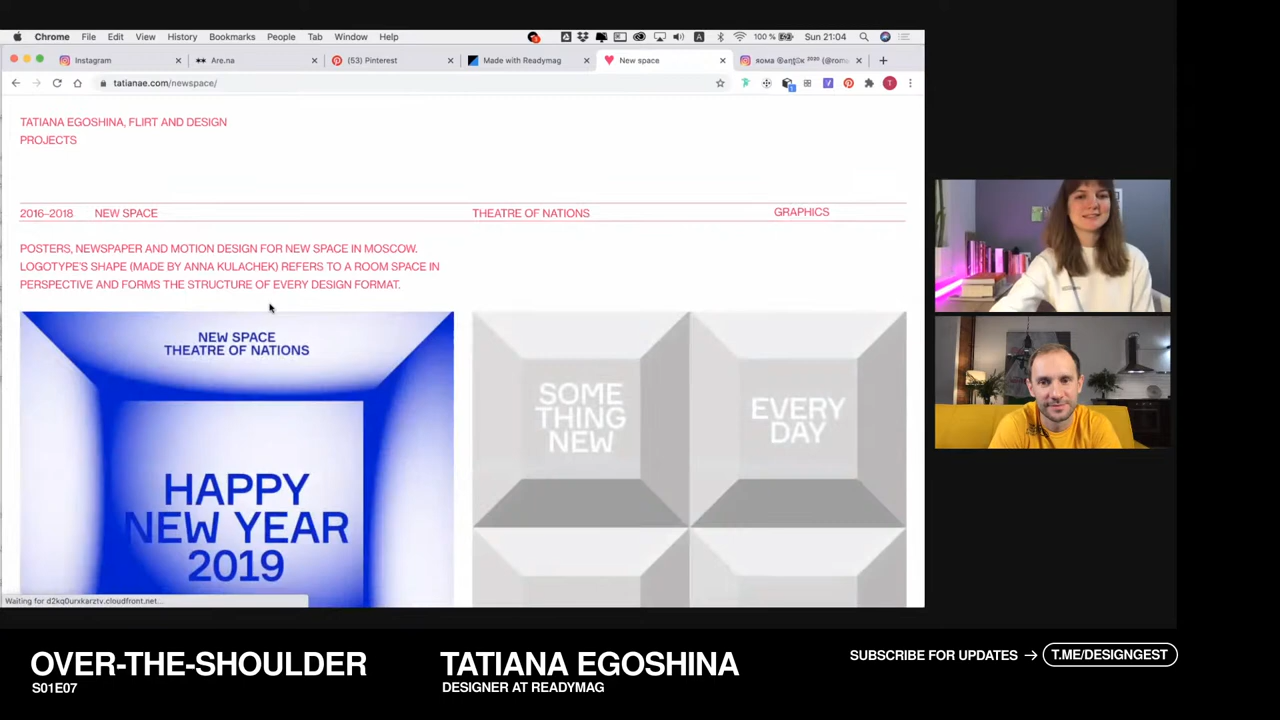 Chrome File Edit View History Bookmarks People Tab Window Help
100 %
Sun 21:04
Instagram
Are.na
(53) Pinterest
Made with Readymag
New space
tatianae.com/newspace/
TATIANA EGOSHINA, FLIRT AND DESIGN
PROJECTS
2016–2018 NEW SPACE THEATRE OF NATIONS GRAPHICS
POSTERS, NEWSPAPER AND MOTION DESIGN FOR NEW SPACE IN MOSCOW.
LOGOTYPE'S SHAPE (MADE BY ANNA KULACHEK) REFERS TO A ROOM SPACE IN
PERSPECTIVE AND FORMS THE STRUCTURE OF EVERY DESIGN FORMAT.
NEW SPACE
THEATRE OF NATIONS
HAPPY
NEW YEAR
2019
SOME
THING
NEW
EVERY
DAY
Waiting for d2kq0urxkarztv.cloudfront.net...
OVER-THE-SHOULDER
S01E07
TATIANA EGOSHINA
DESIGNER AT READYMAG
SUBSCRIBE FOR UPDATES → T.ME/DESIGNGEST